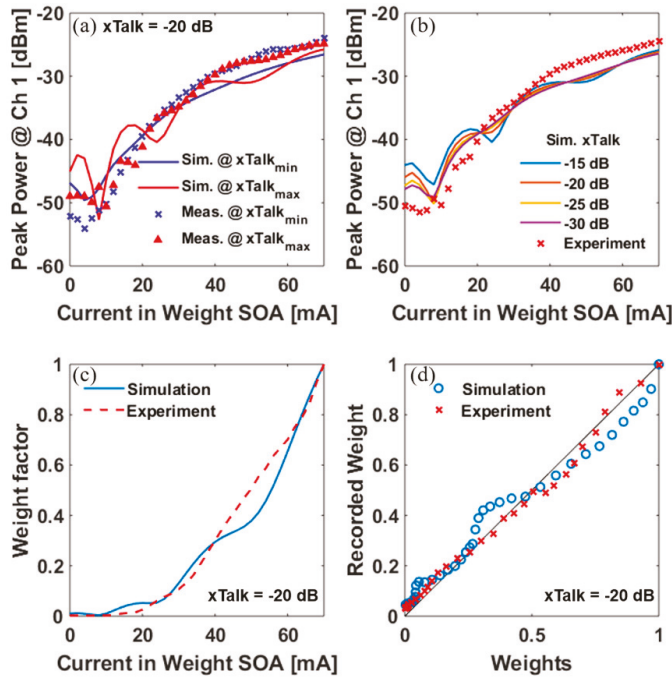 (a) xTalk = -20 dB
Peak Power @ Ch 1 [dBm]
-20
-30
-40
-50
-60
Sim. @ xTalkmin
Sim. @ xTalkmax
Meas. @ xTalkmin
Meas. @ xTalkmax
0 20 40 60
Current in Weight SOA [mA]
(b)
Peak Power @ Ch 1 [dBm]
-20
-30
-40
-50
-60
Sim. xTalk
-15 dB
-20 dB
-25 dB
-30 dB
Experiment
0 20 40 60
Current in Weight SOA [mA]
(c)
Weight factor
1
0.8
0.6
0.4
0.2
0
Simulation
Experiment
xTalk = -20 dB
0 20 40 60
Current in Weight SOA [mA]
(d)
Recorded Weight
1
0.8
0.6
0.4
0.2
0
Simulation
Experiment
xTalk = -20 dB
0 0.5 1
Weights